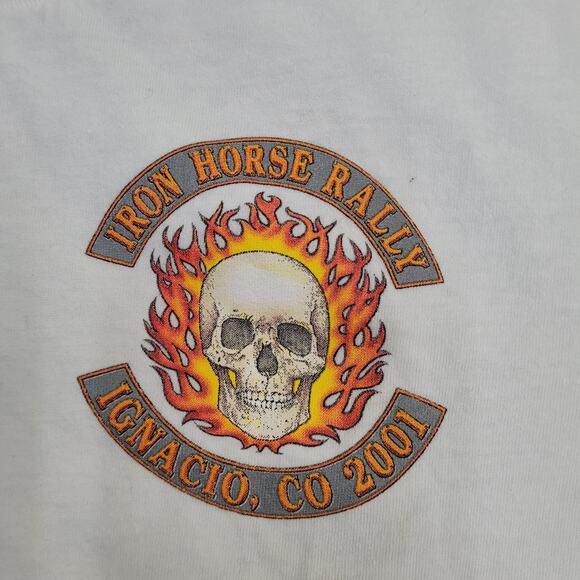 IRON HORSE RALLY
IGNACIO, CO 2001